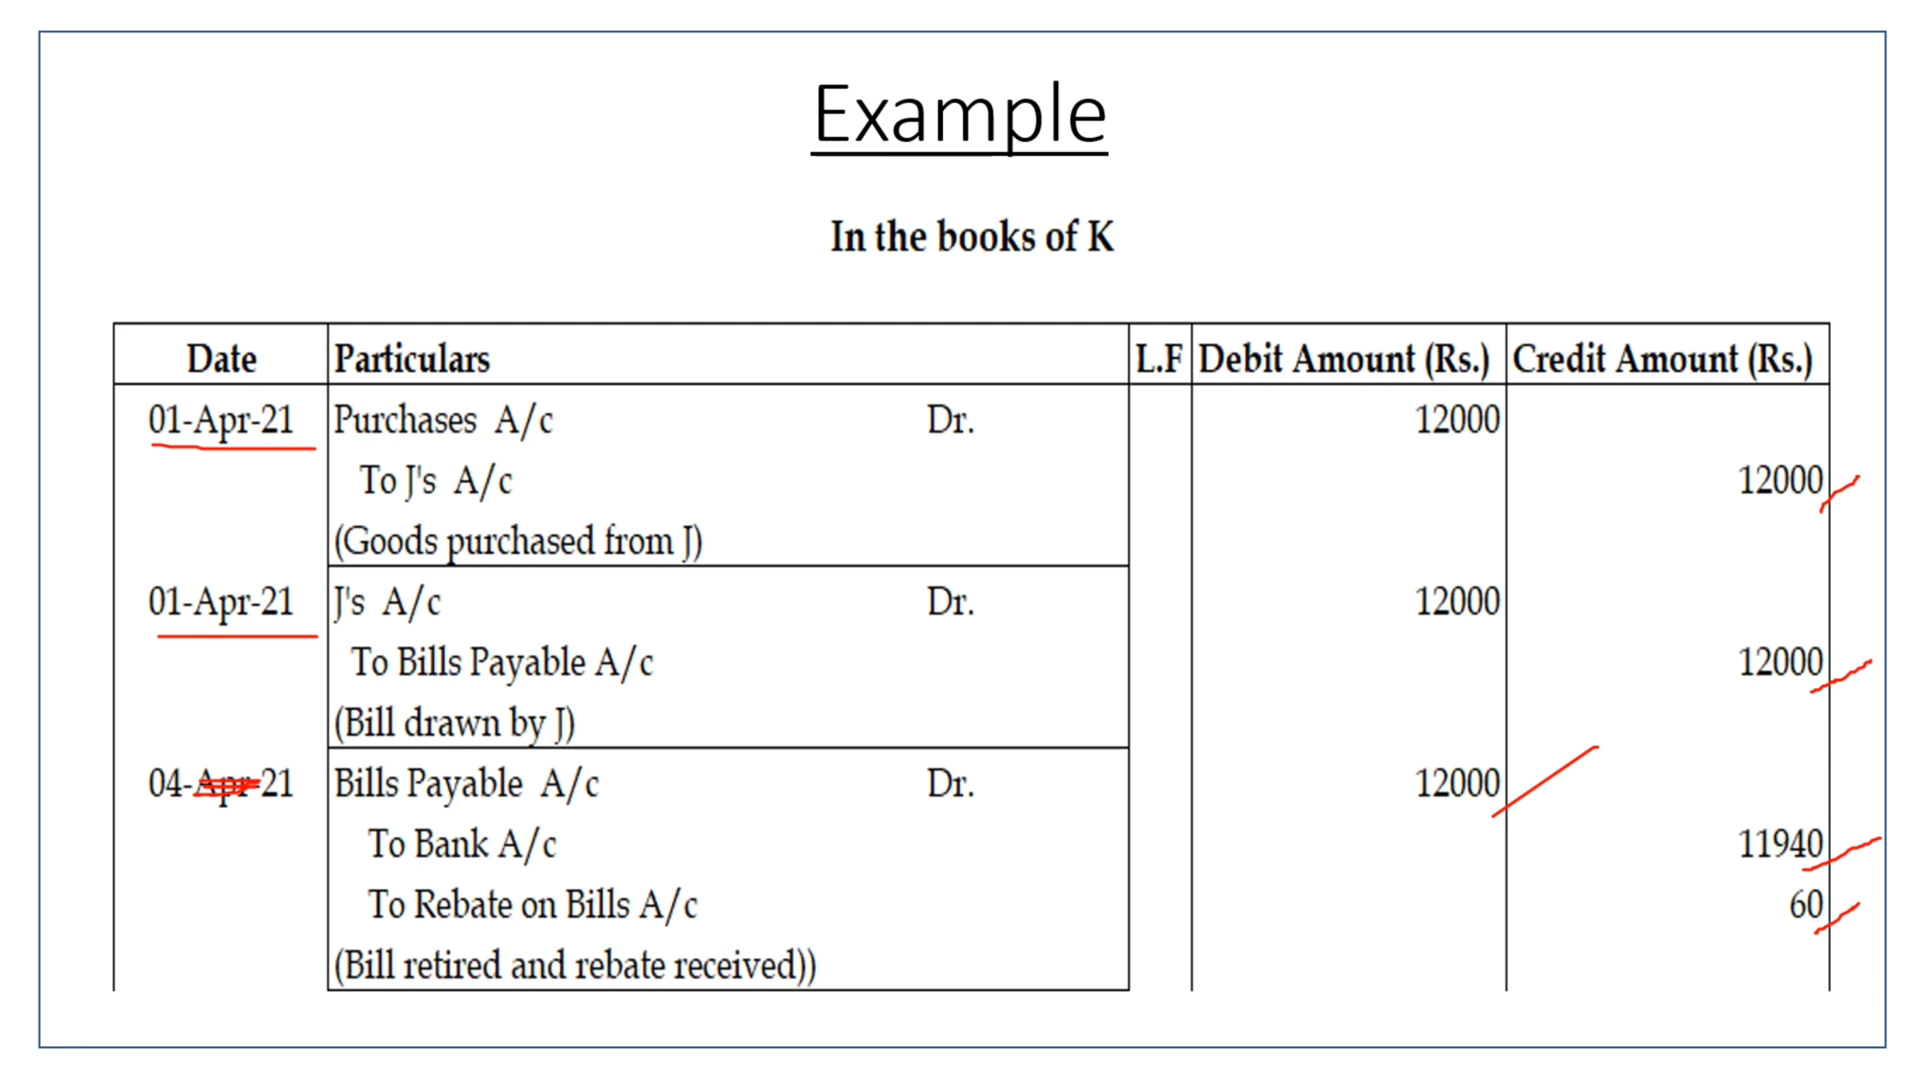 Example
In the books of K
Date Particulars L.F Debit Amount (Rs.) Credit Amount (Rs.)
01-Apr-21 Purchases A/c Dr. 12000
To J's A/c 12000
(Goods purchased from J)
01-Apr-21 J's A/c Dr. 12000
To Bills Payable A/c 12000
(Bill drawn by J)
04-Apr-21 Bills Payable A/c Dr. 12000
To Bank A/c 11940
To Rebate on Bills A/c 60
(Bill retired and rebate received))